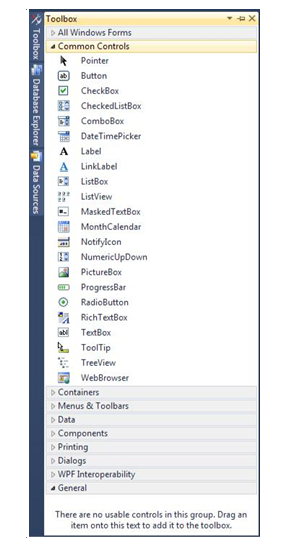 Toolbox
Toolbox
Database Explorer
Data Sources
All Windows Forms
Common Controls
Pointer
Button
CheckBox
CheckedListBox
ComboBox
DateTimePicker
Label
LinkLabel
ListBox
ListView
MaskedTextBox
MonthCalendar
NotifyIcon
NumericUpDown
PictureBox
ProgressBar
RadioButton
RichTextBox
TextBox
ToolTip
TreeView
WebBrowser
Containers
Menus & Toolbars
Data
Components
Printing
Dialogs
WPF Interoperability
General
There are no usable controls in this group. Drag an
item onto this text to add it to the toolbox.